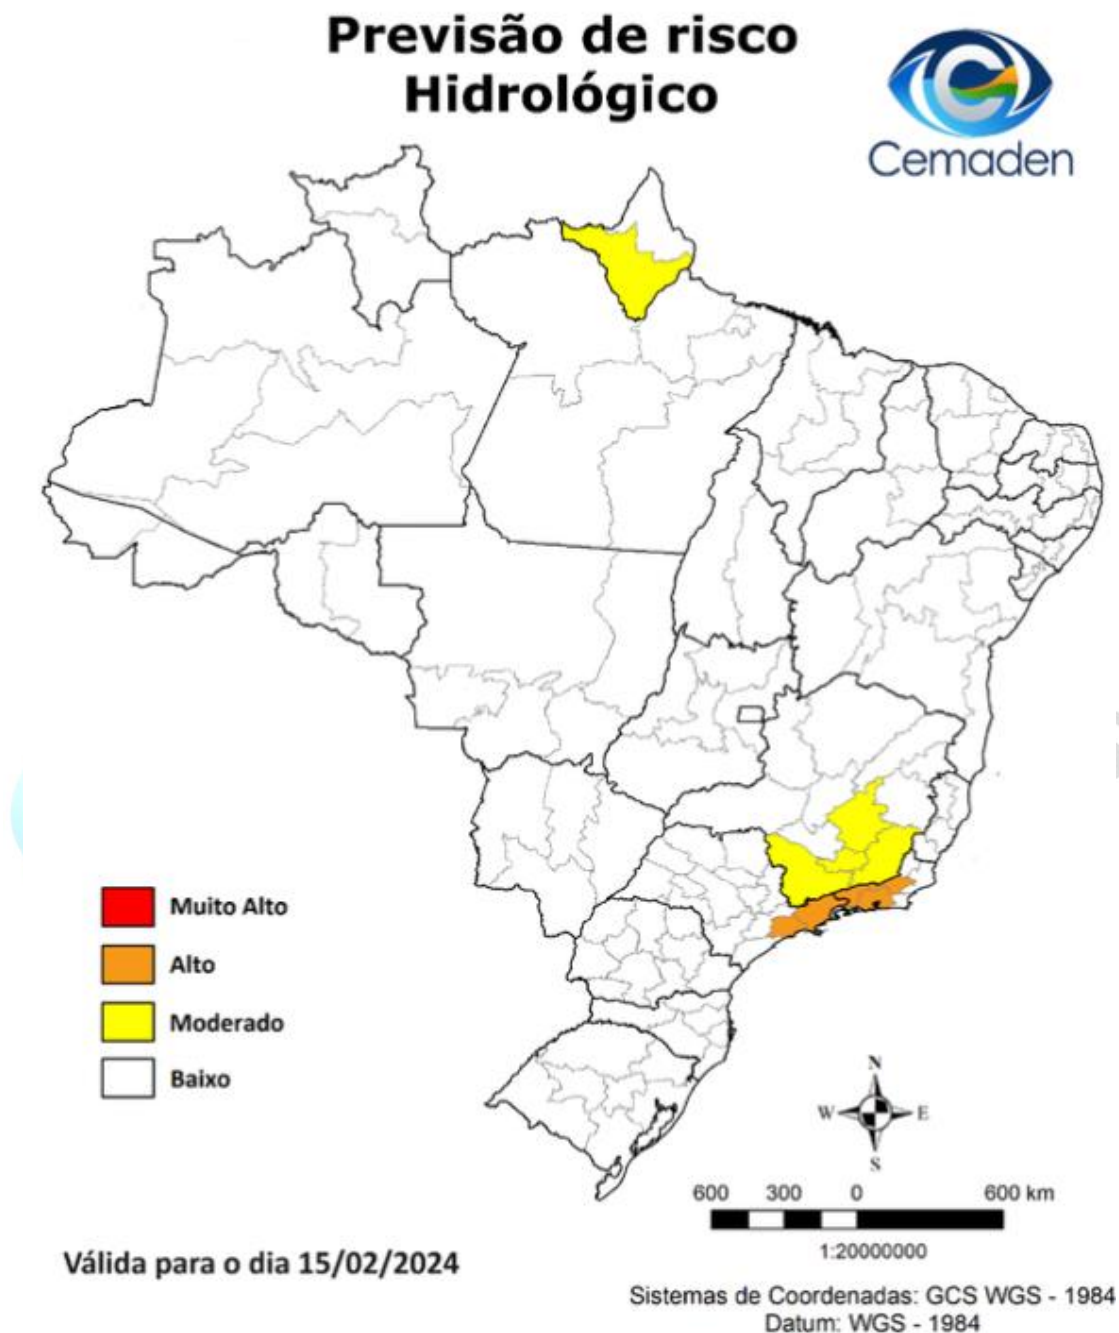 Previsão de risco
Hidrológico
Cemaden
Muito Alto
Alto
Moderado
Baixo
N
W E
S
600 300 0 600 km
1:20000000
Válida para o dia 15/02/2024
Sistemas de Coordenadas: GCS WGS - 1984
Datum: WGS - 1984